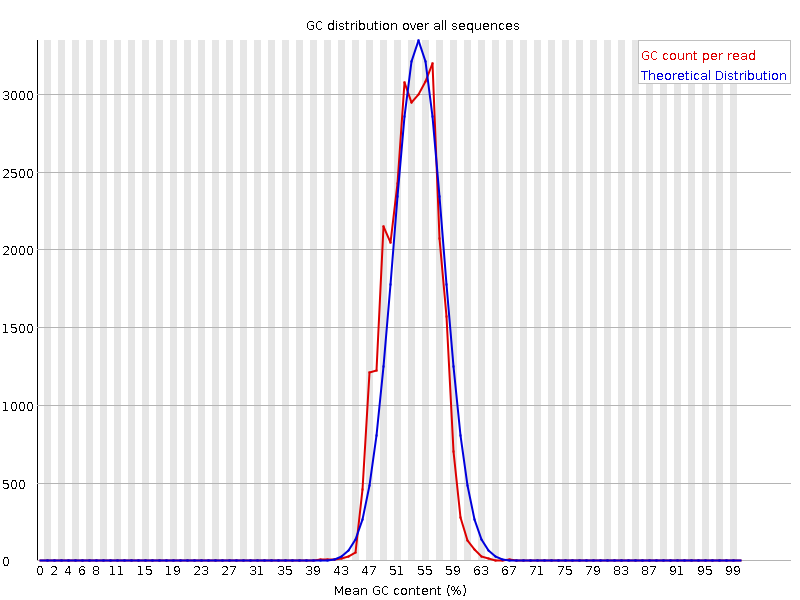 GC distribution over all sequences
GC count per read
Theoretical Distribution
3000
2500
2000
1500
1000
500
0
0 2 4 6 8 11 15 19 23 27 31 35 39 43 47 51 55 59 63 67 71 75 79 83 87 91 95 99
Mean GC content (%)